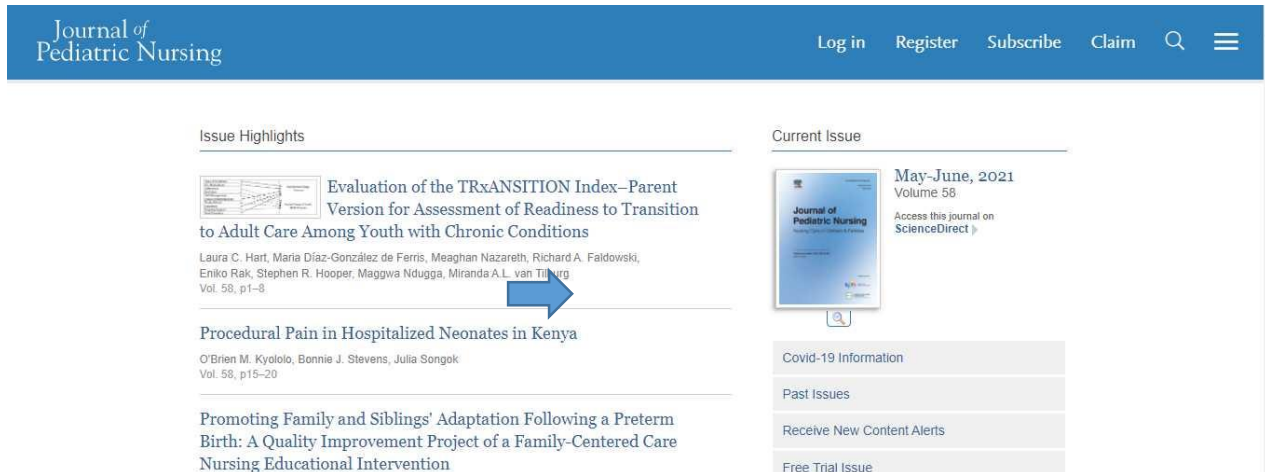 Journal of
Pediatric Nursing
Log in Register Subscribe Claim
Issue Highlights
Evaluation of the TRxANSITION Index–Parent
Version for Assessment of Readiness to Transition
to Adult Care Among Youth with Chronic Conditions
Laura C. Hart, Maria Díaz-González de Ferris, Meaghan Nazareth, Richard A. Faldowski,
Eniko Rak, Stephen R. Hooper, Maggwa Ndugga, Miranda A.L. van Tilburg
Vol. 58, p1–8
Procedural Pain in Hospitalized Neonates in Kenya
O'Brien M. Kyololo, Bonnie J. Stevens, Julia Songok
Vol. 58, p15–20
Promoting Family and Siblings' Adaptation Following a Preterm
Birth: A Quality Improvement Project of a Family-Centered Care
Nursing Educational Intervention
Current Issue
Journal of
Pediatric Nursing
May-June, 2021
Volume 58
Access this journal on
ScienceDirect
Covid-19 Information
Past Issues
Receive New Content Alerts
Free Trial Issue